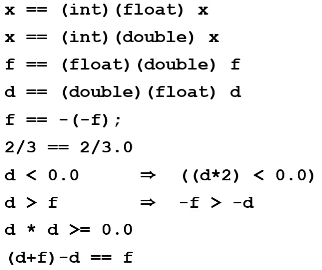 x == (int)(float) x
x == (int)(double) x
f == (float)(double) f
d == (double)(float) d
f == -(-f);
2/3 == 2/3.0
d < 0.0 ⇒ ((d*2) < 0.0)
d > f ⇒ -f > -d
d * d >= 0.0
(d+f)-d == f